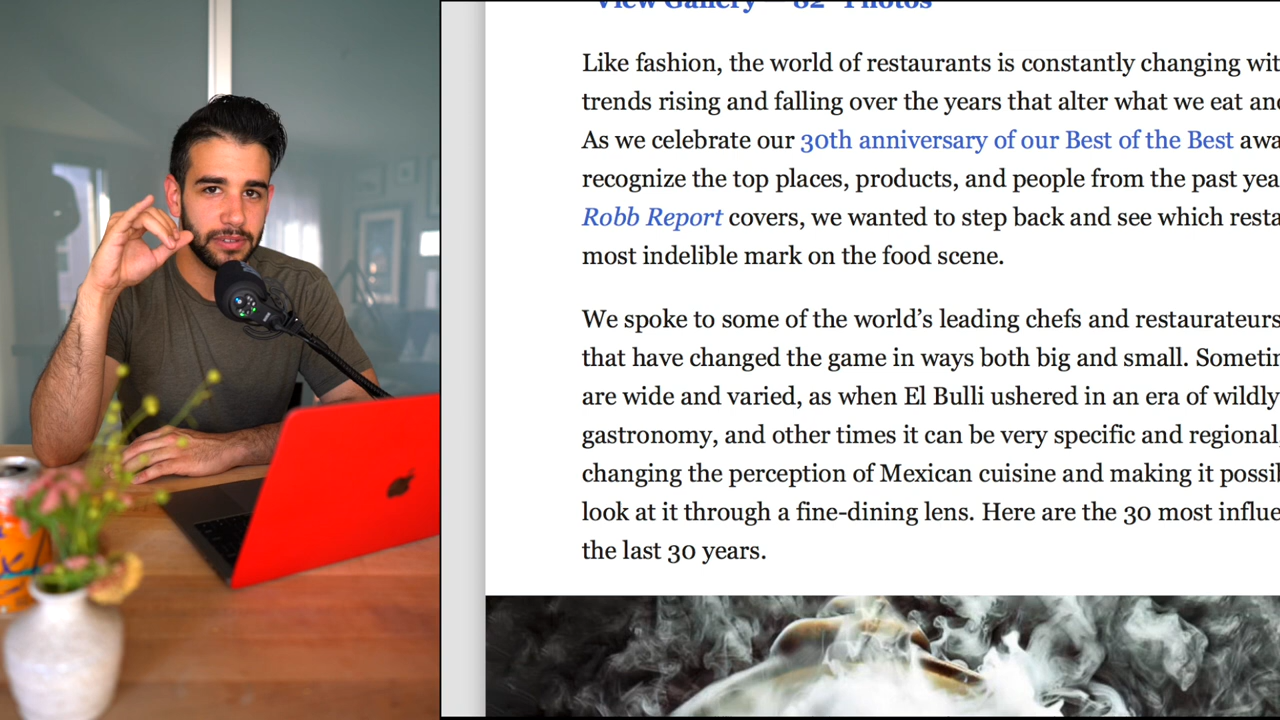 View Gallery 82 Photos
Like fashion, the world of restaurants is constantly changing wit
trends rising and falling over the years that alter what we eat and
As we celebrate our 30th anniversary of our Best of the Best awa
recognize the top places, products, and people from the past yea
Robb Report covers, we wanted to step back and see which resta
most indelible mark on the food scene.
We spoke to some of the world's leading chefs and restaurateurs
that have changed the game in ways both big and small. Sometin
are wide and varied, as when El Bulli ushered in an era of wildly
gastronomy, and other times it can be very specific and regional,
changing the perception of Mexican cuisine and making it possib
look at it through a fine-dining lens. Here are the 30 most influe
the last 30 years.